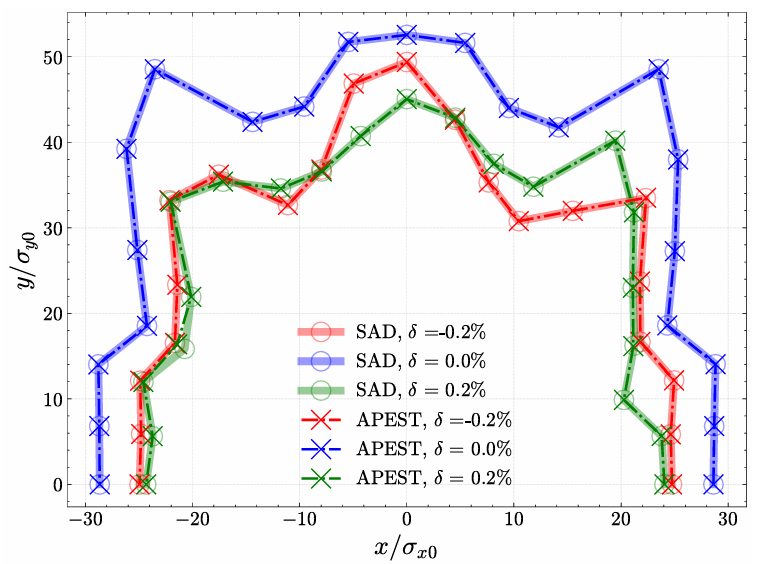 50
40
30
20
10
0
y/σy0
SAD, δ =-0.2%
SAD, δ = 0.0%
SAD, δ = 0.2%
APEST, δ =-0.2%
APEST, δ = 0.0%
APEST, δ = 0.2%
−30 −20 −10 0 10 20 30
x/σx0